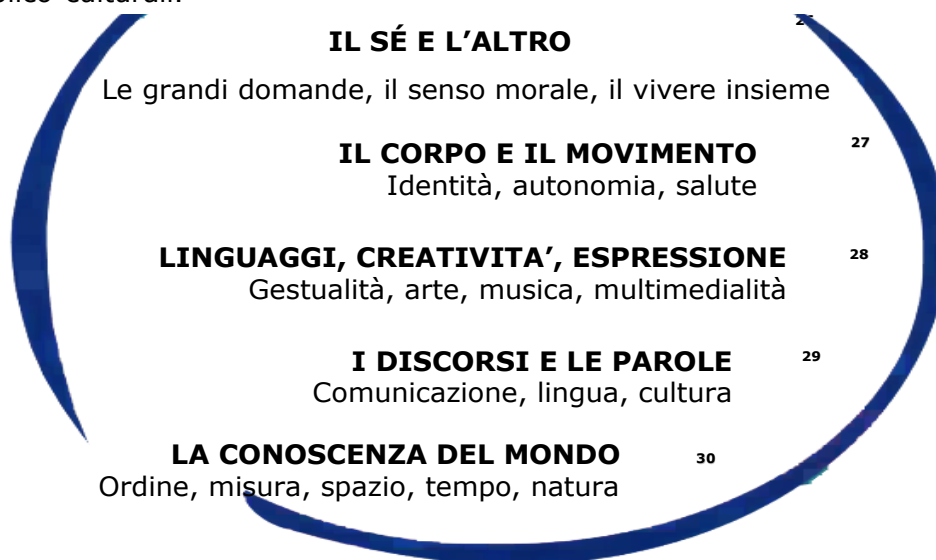 IL SÉ E L’ALTRO
Le grandi domande, il senso morale, il vivere insieme
IL CORPO E IL MOVIMENTO 27
Identità, autonomia, salute
LINGUAGGI, CREATIVITA’, ESPRESSIONE 28
Gestualità, arte, musica, multimedialità
I DISCORSI E LE PAROLE 29
Comunicazione, lingua, cultura
LA CONOSCENZA DEL MONDO 30
Ordine, misura, spazio, tempo, natura